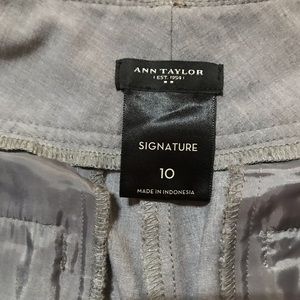 ANN TAYLOR
EST. 1954
SIGNATURE
10
MADE IN INDONESIA